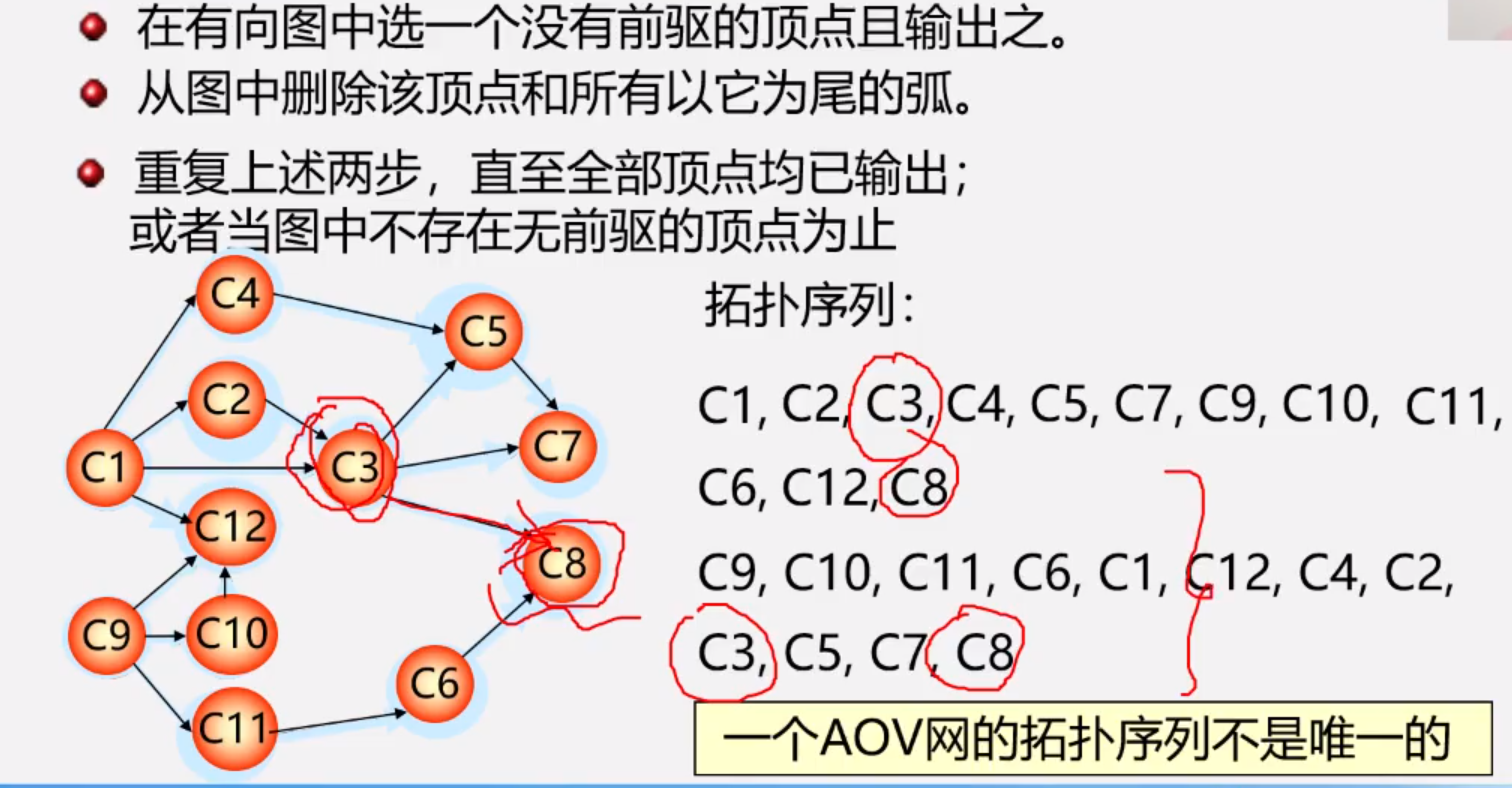 在有向图中选一个没有前驱的顶点且输出之。
从图中删除该顶点和所有以它为尾的弧。
重复上述两步，直至全部顶点均已输出；
或者当图中不存在无前驱的顶点为止
C4
C5
C2
C7
C1
C3
C12
C8
C9
C10
C6
C11
拓扑序列：
C1, C2, C3, C4, C5, C7, C9, C10, C11,
C6, C12, C8
C9, C10, C11, C6, C1, C12, C4, C2,
C3, C5, C7, C8
一个AOV网的拓扑序列不是唯一的